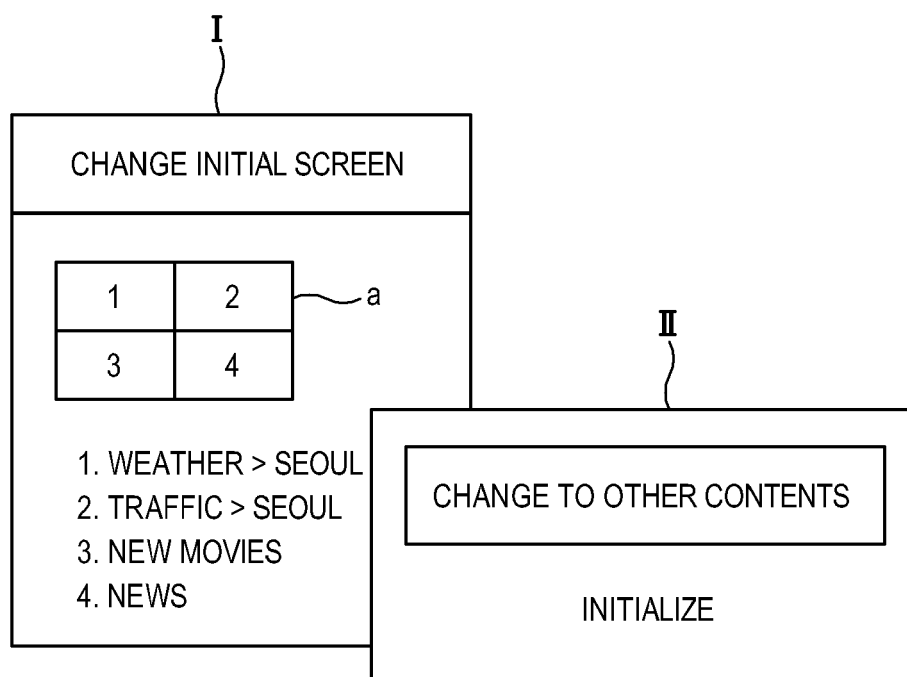 I
CHANGE INITIAL SCREEN
1 2
a
3 4
II
1. WEATHER > SEOUL
2. TRAFFIC > SEOUL
3. NEW MOVIES
4. NEWS
CHANGE TO OTHER CONTENTS
INITIALIZE